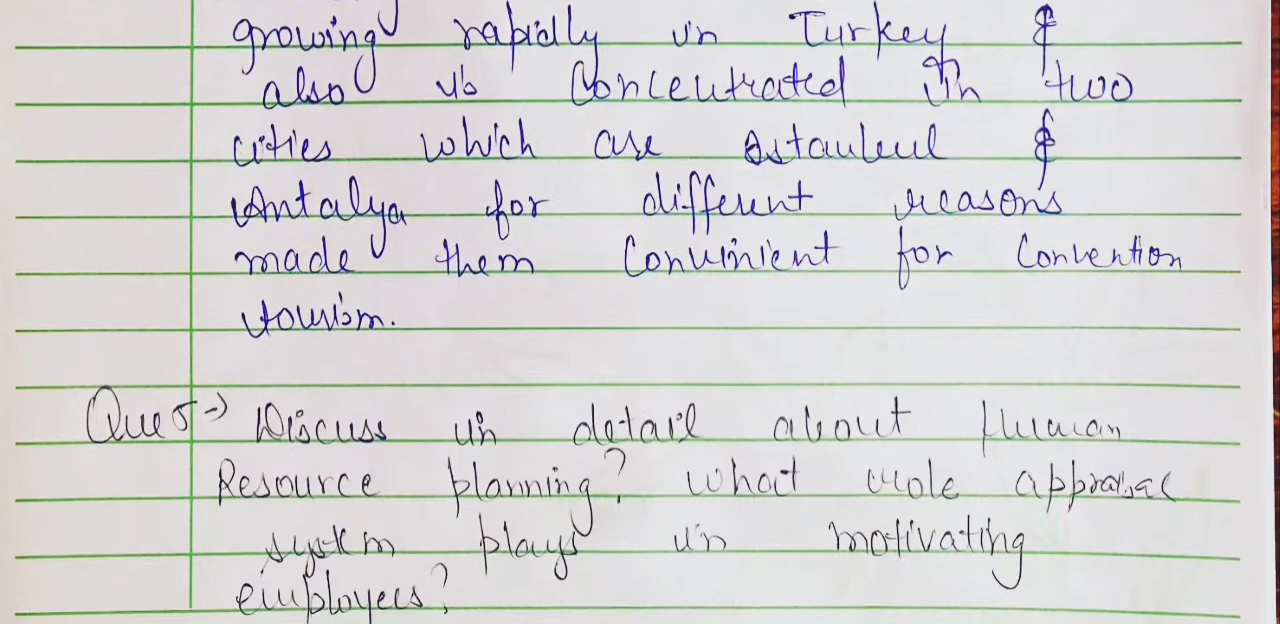 growing rapidly in Turkey &
also is Concentrated in two
cities which are Istanbul &
Antalya for different reasons
made them Convinient for Convention
tourism.
Ques → Discuss in detail about Human
Resource planning? What role appraisal
system plays in motivating
employees?